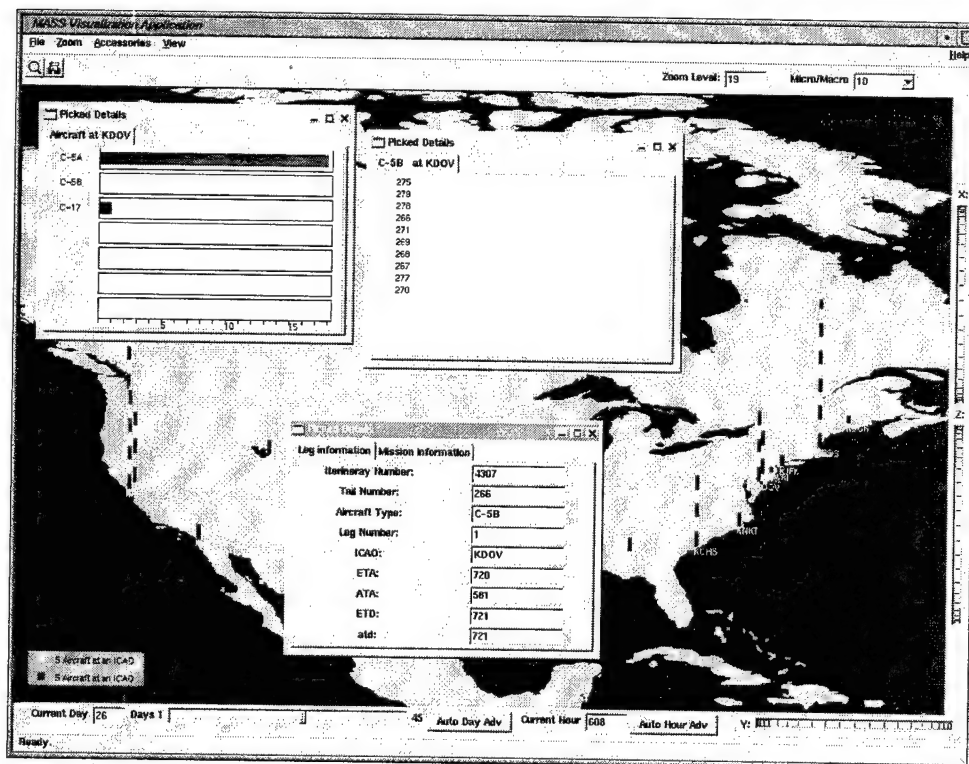 MASS Visualization Application
File Zoom Accessories View
Help
Zoom Level: 19 Micro/Macro 10
Picked Details
Aircraft at KDOV
C-5A
C-5B
C-17
5 10 15
Picked Details
C-5B at KDOV
275
279
278
266
271
269
268
267
277
270
X:
Z:
Leg information Mission Information
Iterineray Number: 4307
Tail Number: 266
Aircraft Type: C-5B
Leg Number: 1
ICAO: KDOV
ETA: 720
ATA: 581
ETD: 721
atd: 721
KCHS
KNKT
5 Aircraft at an ICAO
5 Aircraft at an ICAO
Current Day 26 Days 1 45 Auto Day Adv Current Hour 608 Auto Hour Adv Y:
Ready.